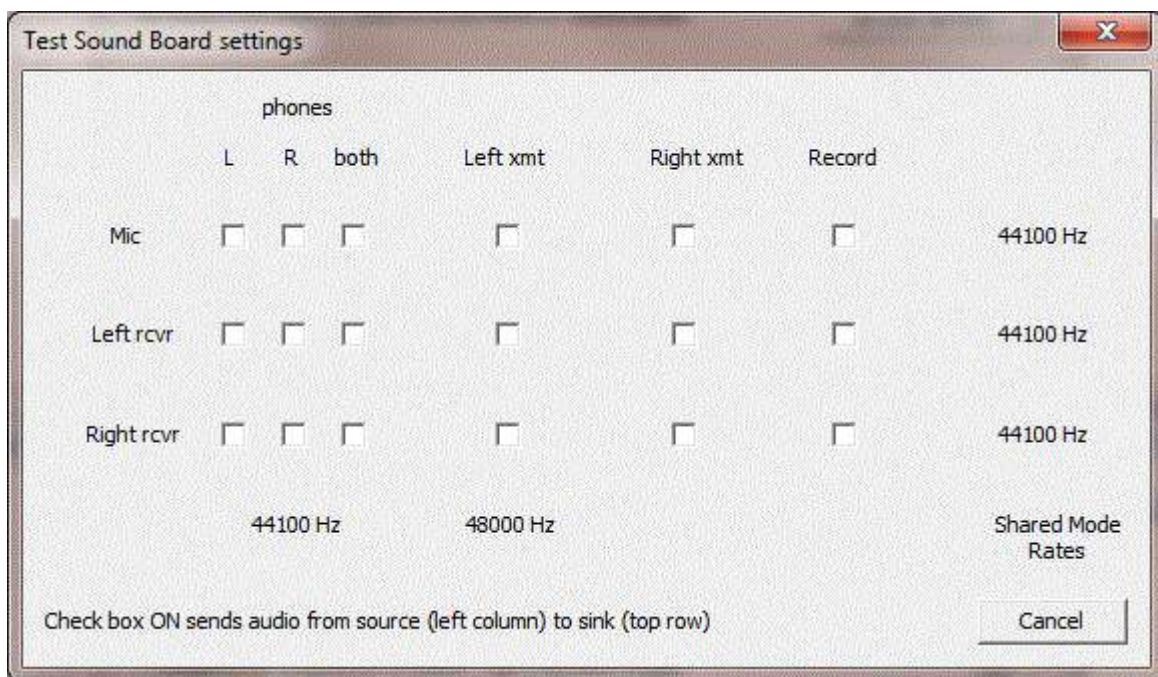 Test Sound Board settings
phones
L R both Left xmt Right xmt Record
Mic 44100 Hz
Left rcvr 44100 Hz
Right rcvr 44100 Hz
44100 Hz 48000 Hz Shared Mode
Rates
Check box ON sends audio from source (left column) to sink (top row) Cancel